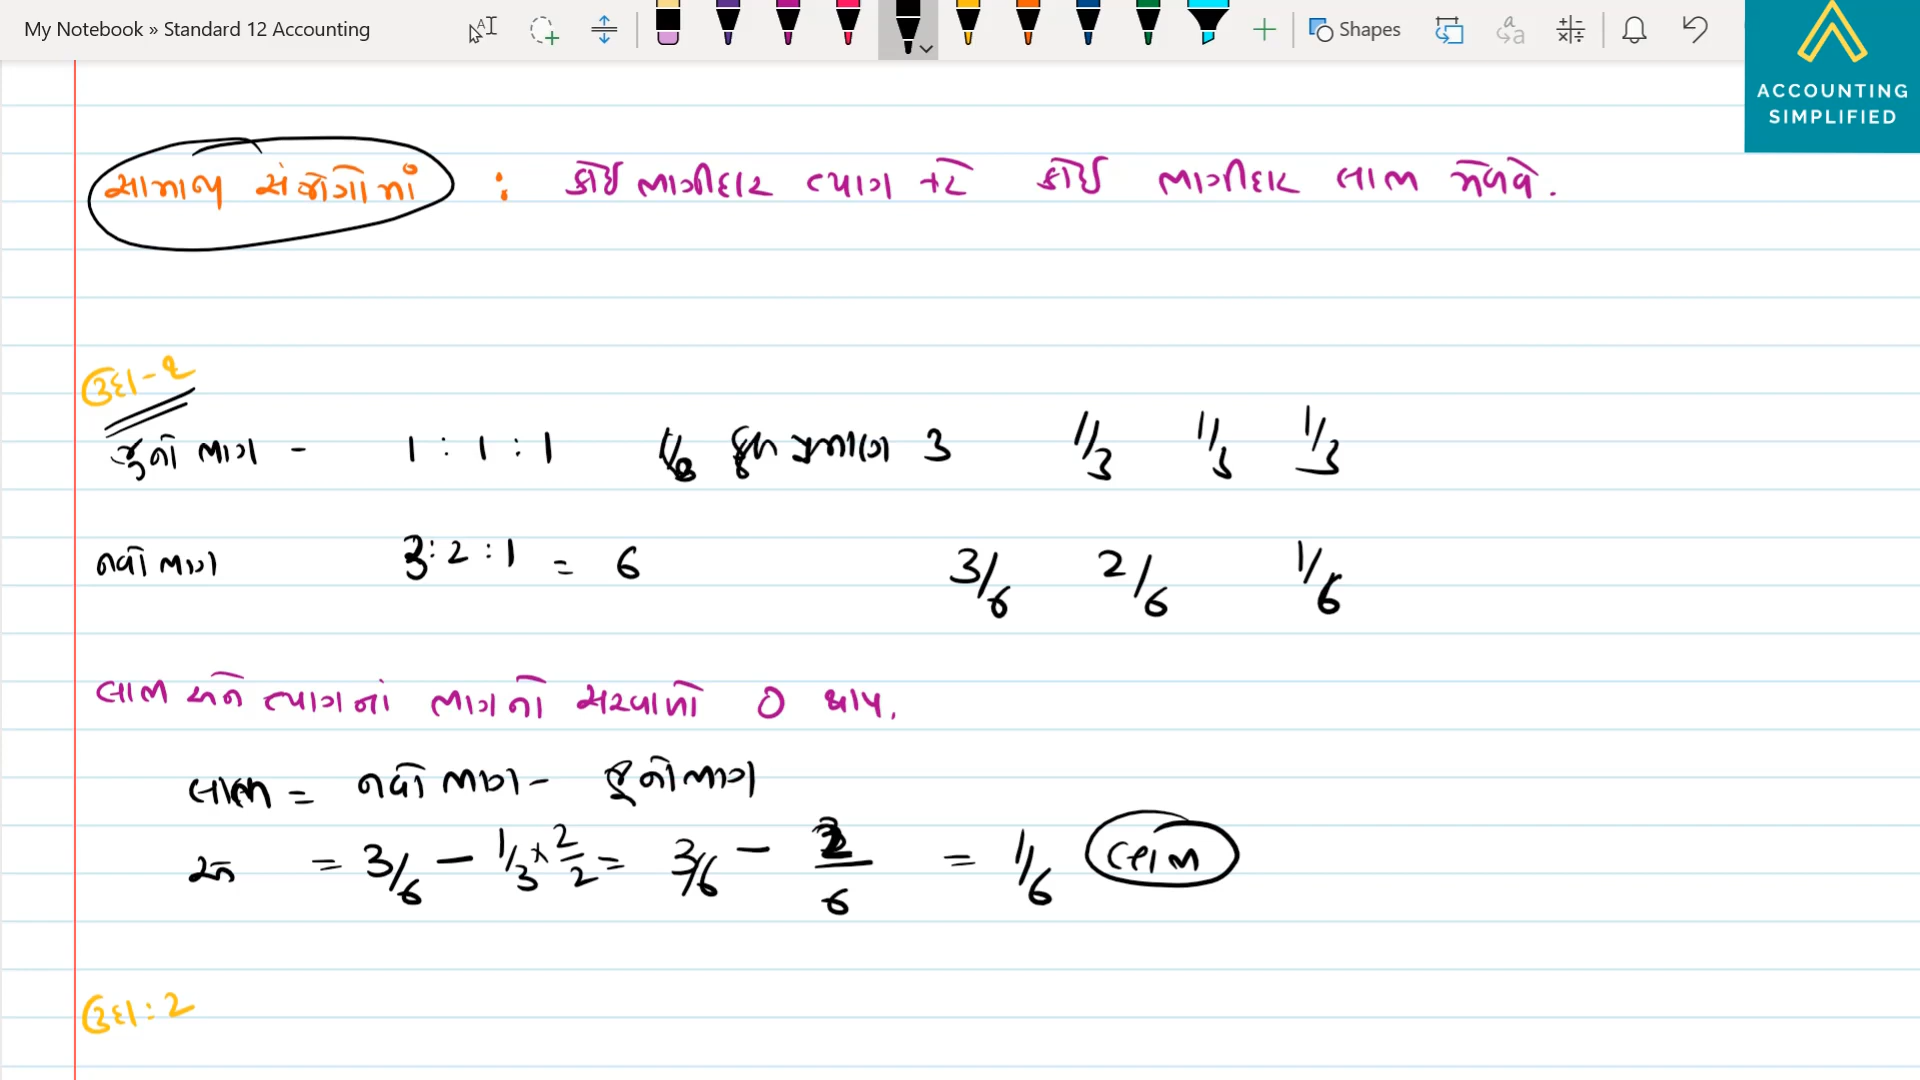 My Notebook » Standard 12 Accounting
Shapes
ACCOUNTING
SIMPLIFIED
સામાન્ય સંજોગોમાં : કોઈ ભાગીદાર ત્યાગ કરે કોઈ ભાગીદાર લાભ મેળવે.
ઉદા-૧
જુનો ભાગ - 1 : 1 : 1 કુલ પ્રમાણ 3 1/3 1/3 1/3
નવો ભાગ 3 : 2 : 1 = 6 3/6 2/6 1/6
લાભ અને ત્યાગનાં ભાગનો સરવાળો 0 થાય.
લાભ = નવો ભાગ - જુનો ભાગ
= 3/6 - 1/3 × 2/2 = 3/6 - 2/6 = 1/6 લાભ
ઉદા : 2